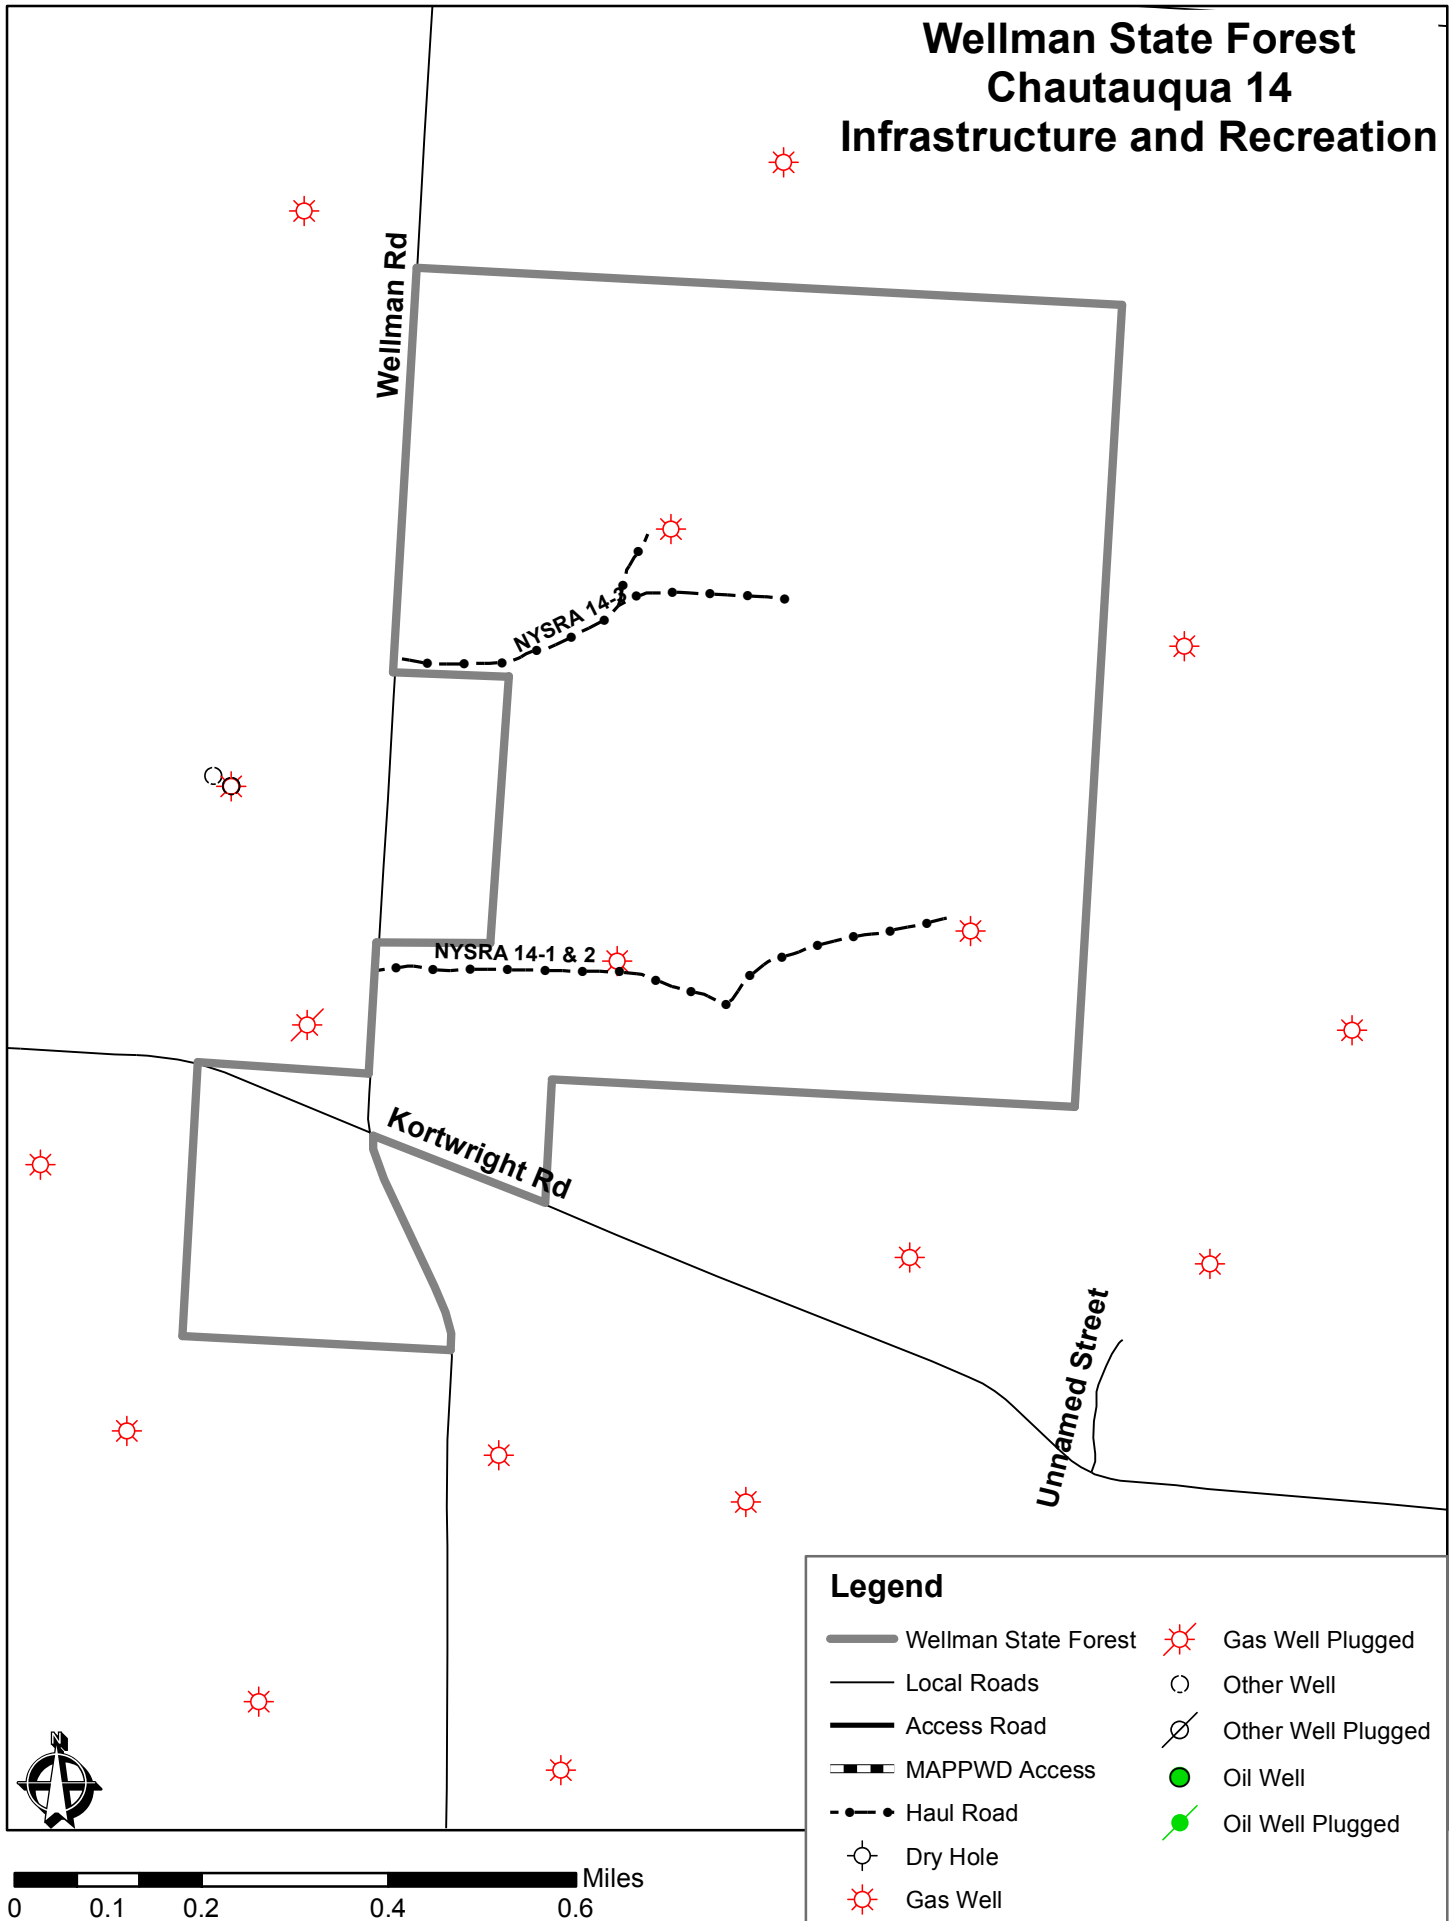 Wellman State Forest
Chautauqua 14
Infrastructure and Recreation
Wellman Rd
NYSRA 14-3
NYSRA 14-1 & 2
Kortwright Rd
Unnamed Street
Legend
Wellman State Forest
Local Roads
Access Road
MAPPWD Access
Haul Road
Dry Hole
Gas Well
Gas Well Plugged
Other Well
Other Well Plugged
Oil Well
Oil Well Plugged
N
Miles
0 0.1 0.2 0.4 0.6